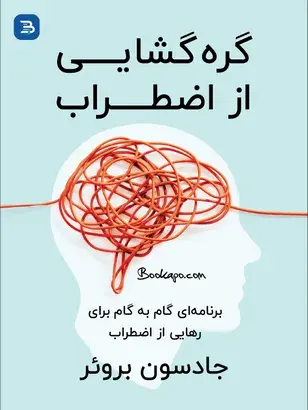 گره گشایی
از اضطراب
Bookapo.com
برنامه‌ای گام به گام برای
رهایی از اضطراب
جادسون بروئر